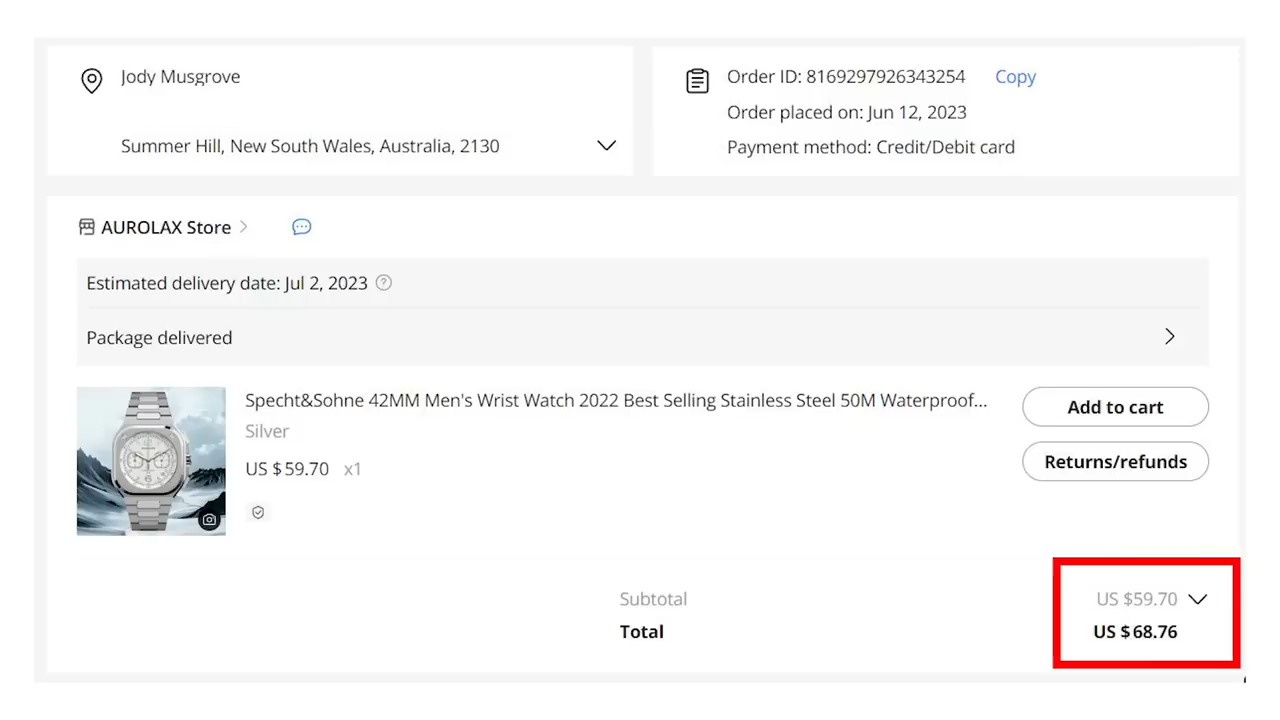 Jody Musgrove
Summer Hill, New South Wales, Australia, 2130
Order ID: 8169297926343254 Copy
Order placed on: Jun 12, 2023
Payment method: Credit/Debit card
AUROLAX Store
Estimated delivery date: Jul 2, 2023 ?
Package delivered
Specht&Sohne 42MM Men's Wrist Watch 2022 Best Selling Stainless Steel 50M Waterproof...
Silver
US $59.70 x1
Add to cart
Returns/refunds
Subtotal US $59.70
Total US $68.76